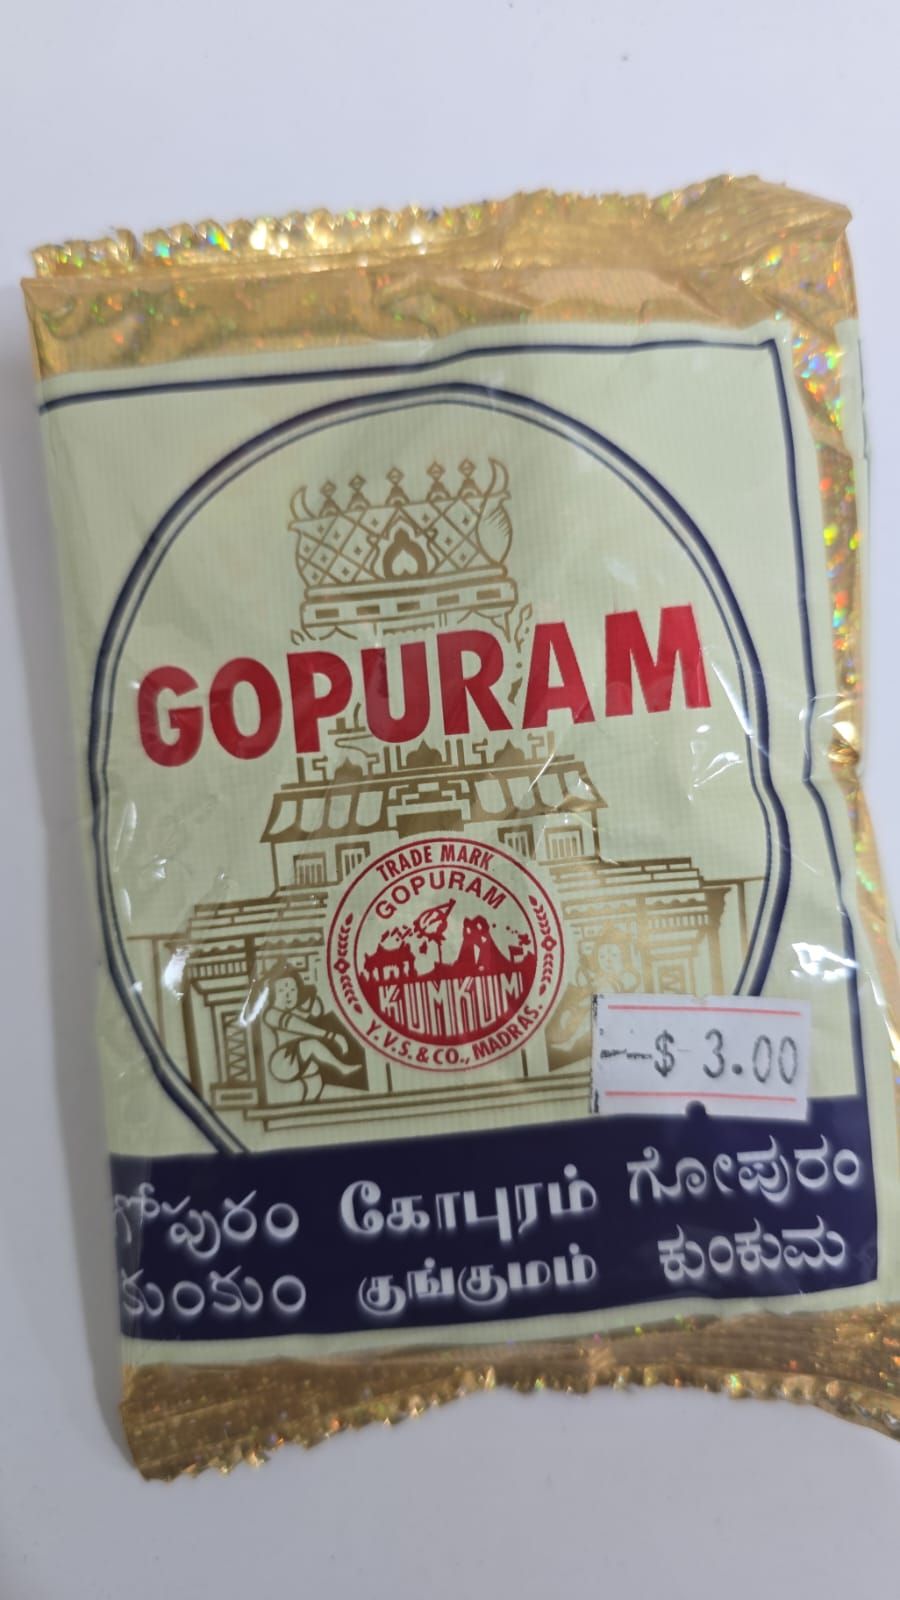 GOPURAM
TRADE MARK
GOPURAM
KUMKUM
Y.V.S. & CO., MADRAS.
--$ 3.00
గోపురం கோபுரம் ಗೋಪುರಂ
కుంకుం குங்குமம் ಕುಂಕುಮ